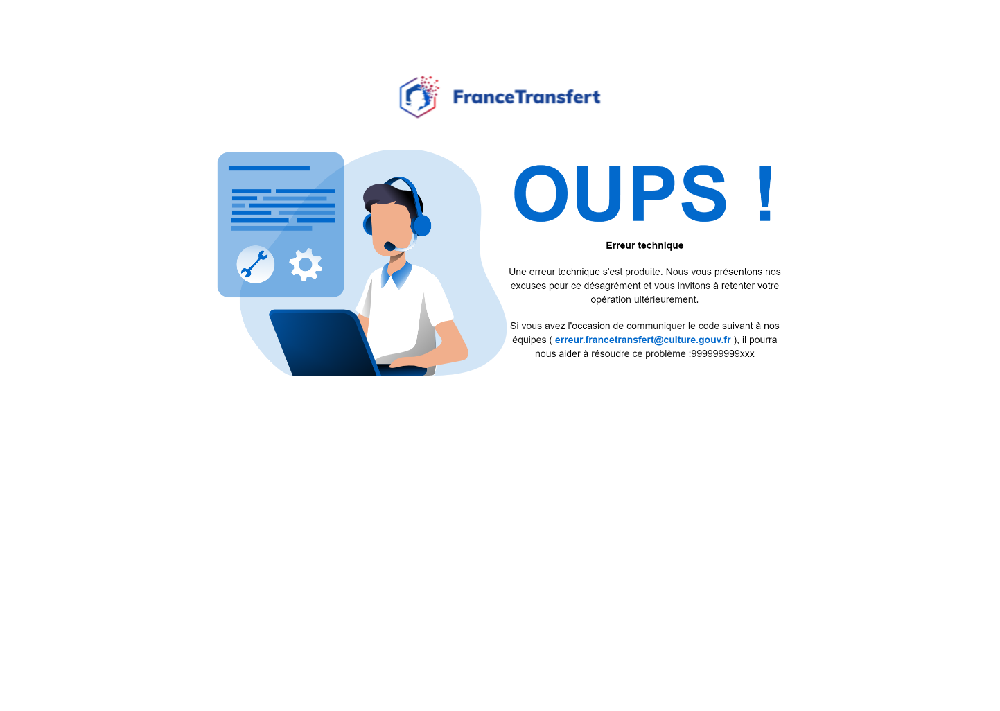 FranceTransfert
OUPS !
Erreur technique
Une erreur technique s'est produite. Nous vous présentons nos
excuses pour ce désagrément et vous invitons à retenter votre
opération ultérieurement.
Si vous avez l'occasion de communiquer le code suivant à nos
équipes ( erreur.francetransfert@culture.gouv.fr ), il pourra
nous aider à résoudre ce problème :999999999xxx